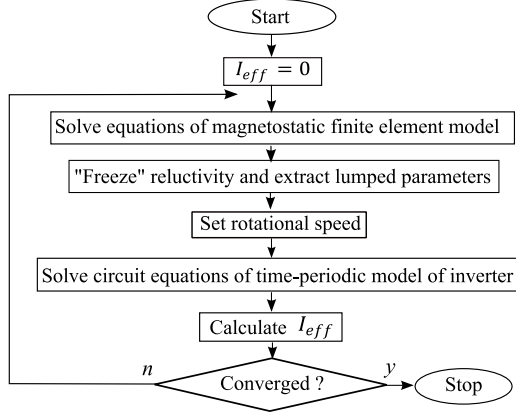 Start
I_eff = 0
Solve equations of magnetostatic finite element model
"Freeze" reluctivity and extract lumped parameters
Set rotational speed
Solve circuit equations of time-periodic model of inverter
Calculate I_eff
n
Converged ?
y
Stop